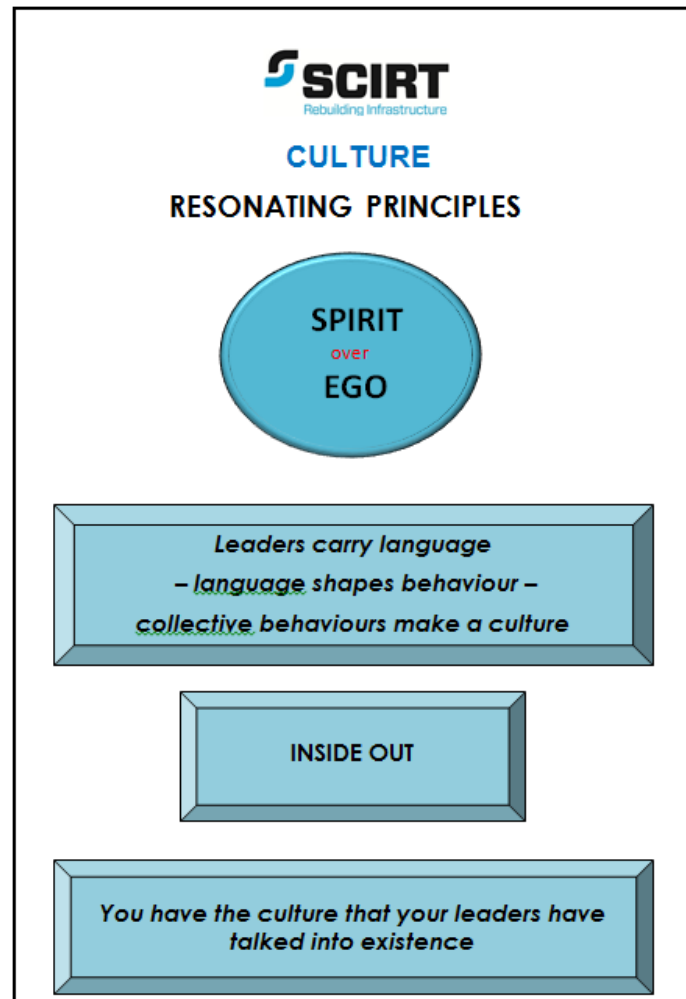 SCIRT
Rebuilding Infrastructure
CULTURE
RESONATING PRINCIPLES
SPIRIT
over
EGO
Leaders carry language
– language shapes behaviour –
collective behaviours make a culture
INSIDE OUT
You have the culture that your leaders have
talked into existence